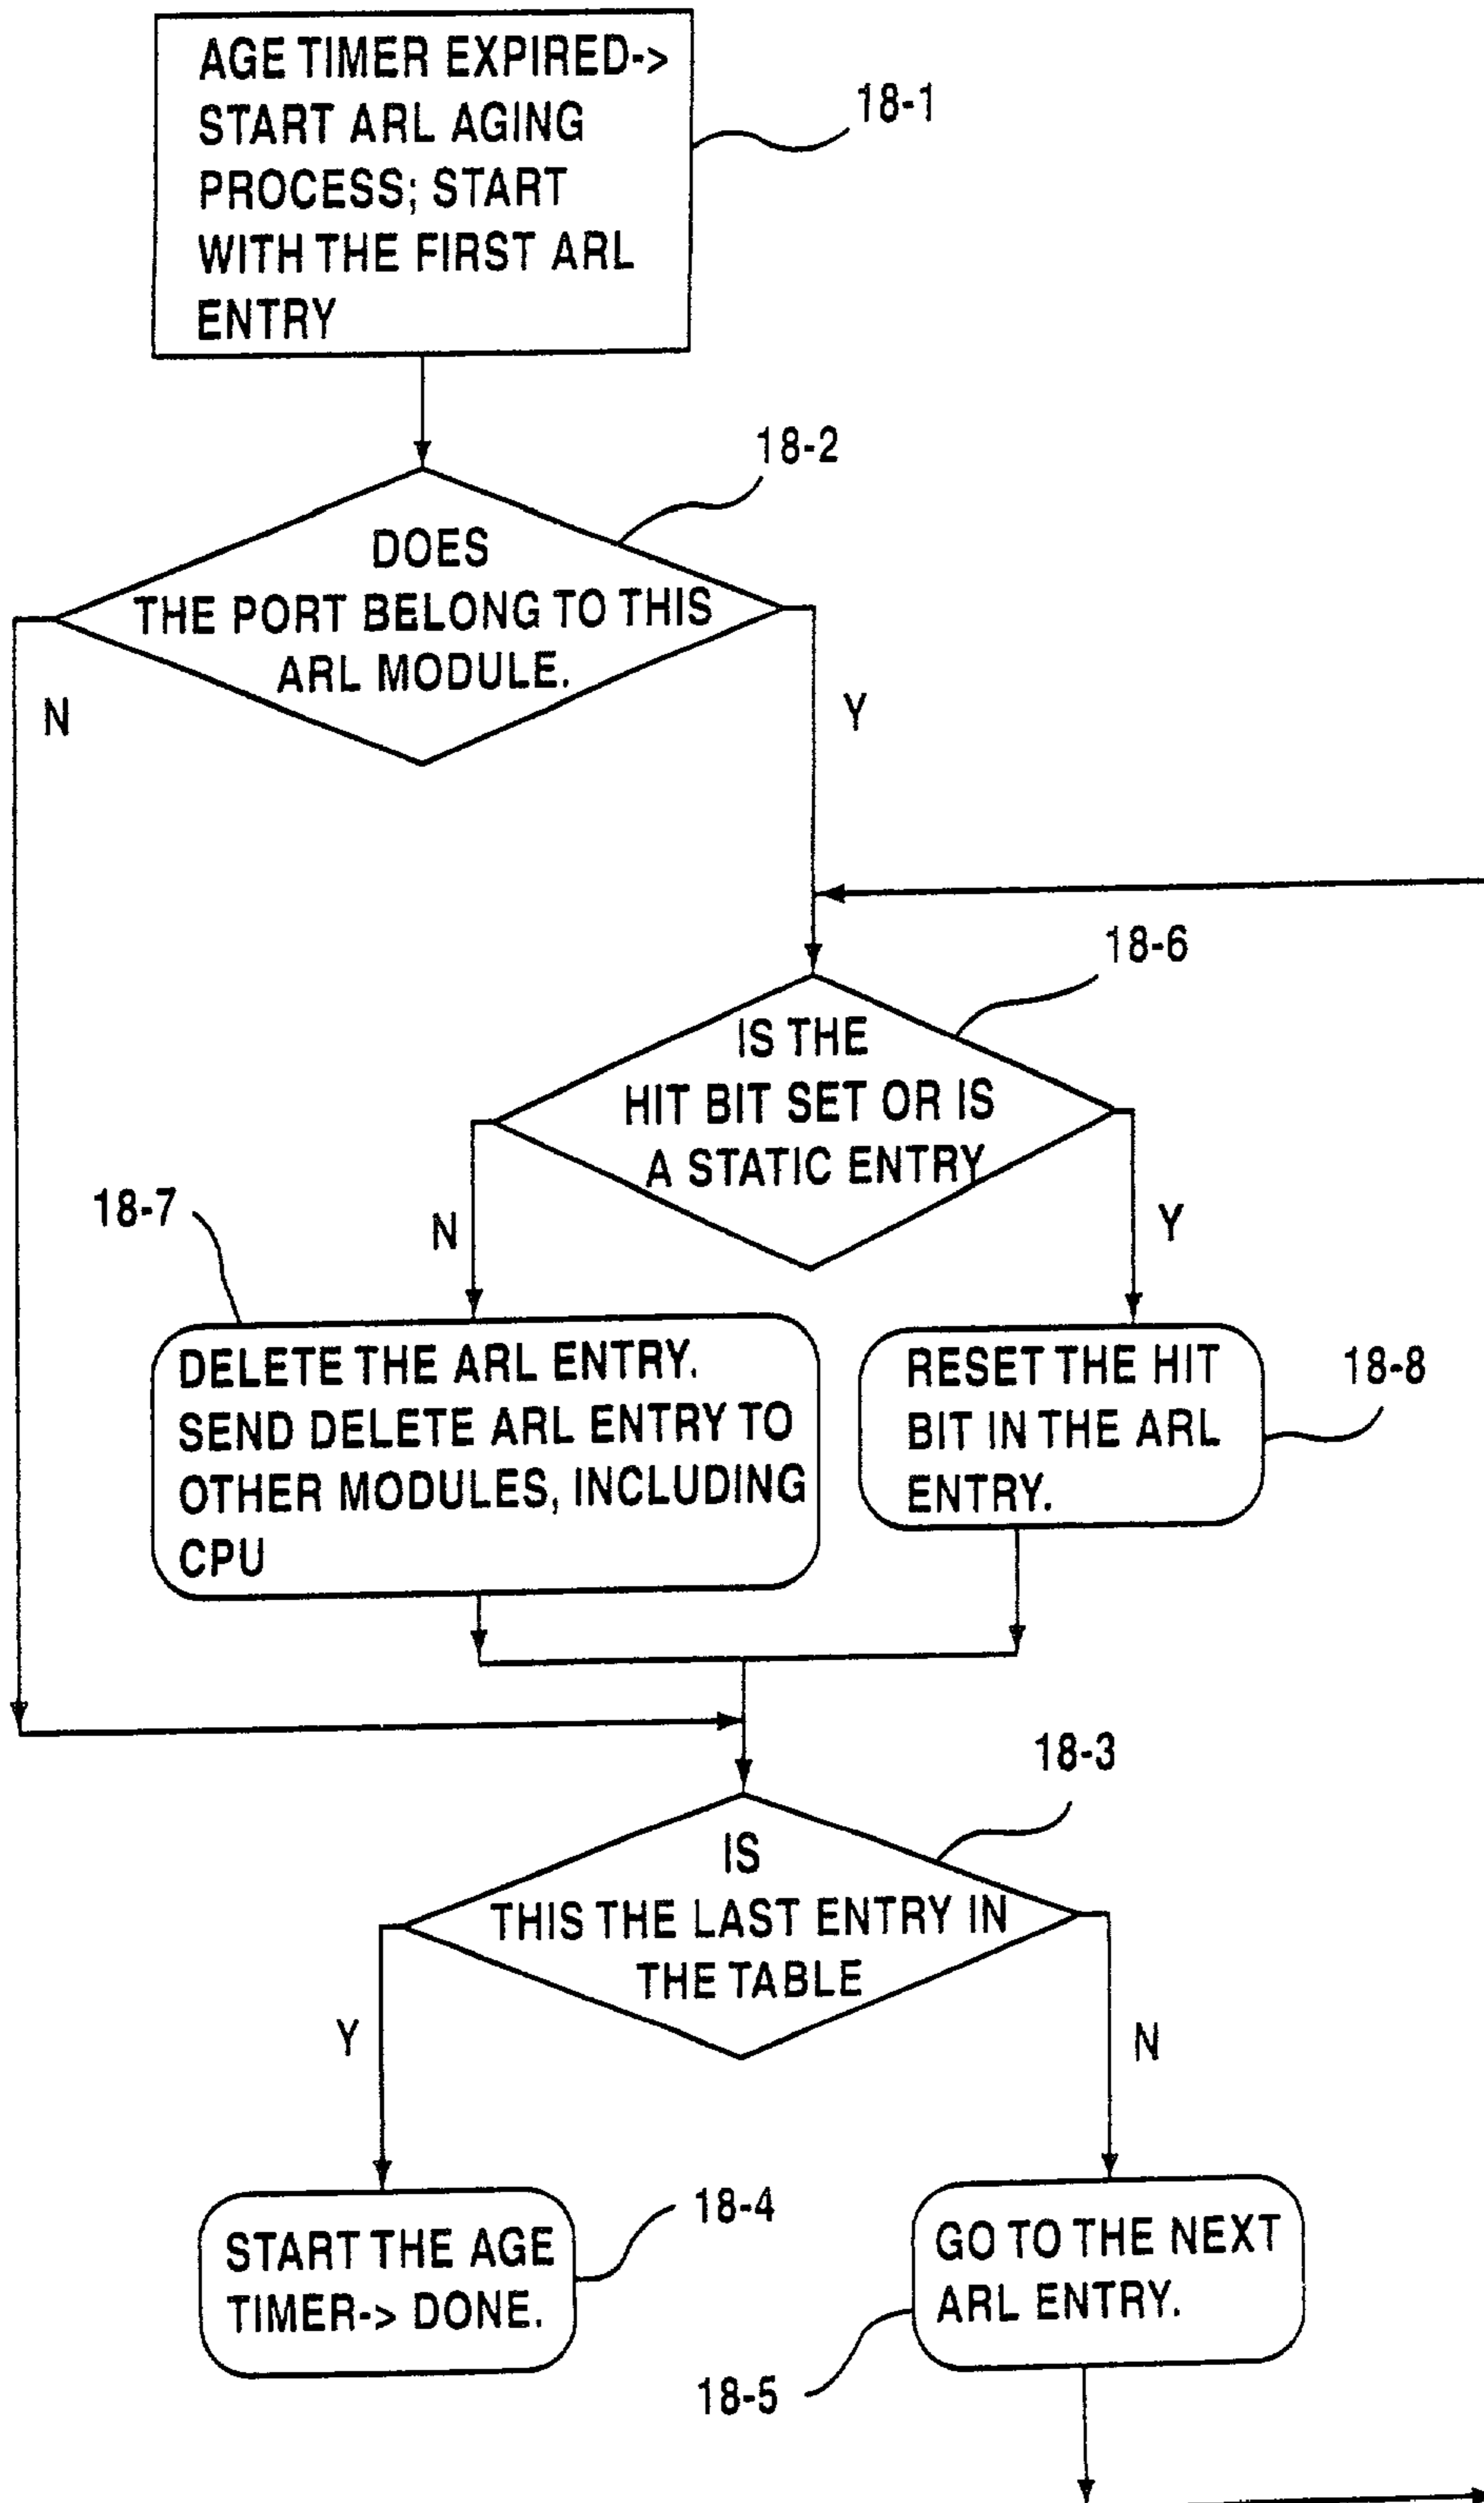 AGE TIMER EXPIRED->
START ARL AGING
PROCESS; START
WITH THE FIRST ARL
ENTRY
18-1
18-2
DOES
THE PORT BELONG TO THIS
ARL MODULE.
N
Y
18-6
IS THE
HIT BIT SET OR IS
A STATIC ENTRY
18-7
N
Y
DELETE THE ARL ENTRY.
SEND DELETE ARL ENTRY TO
OTHER MODULES, INCLUDING
CPU
RESET THE HIT
BIT IN THE ARL
ENTRY.
18-8
18-3
IS
THIS THE LAST ENTRY IN
THE TABLE
Y
N
START THE AGE
TIMER-> DONE.
18-4
GO TO THE NEXT
ARL ENTRY.
18-5